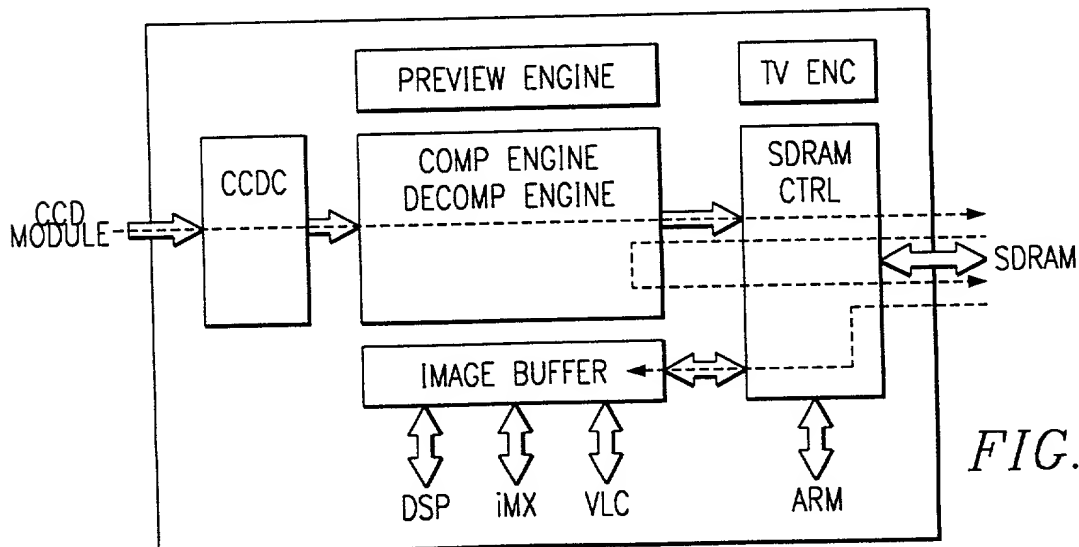 PREVIEW ENGINE
TV ENC
CCDC
COMP ENGINE
DECOMP ENGINE
SDRAM
CTRL
CCD
MODULE
SDRAM
IMAGE BUFFER
DSP
iMX
VLC
ARM
FIG.